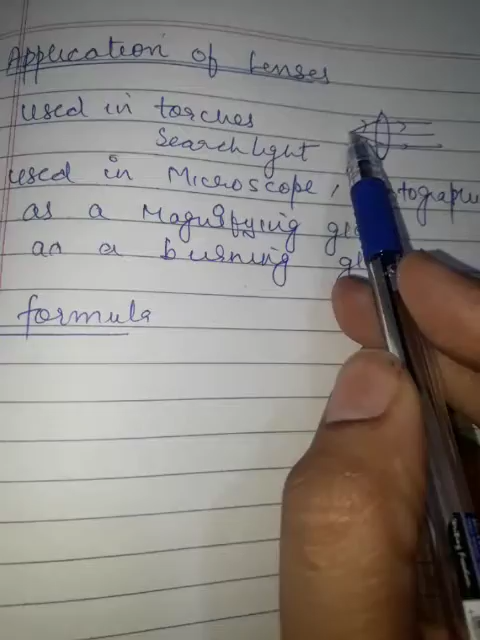 Application of Lenses
used in torches
Searchlight
used in Microscope,
as a Magnifying
as a burning
formula